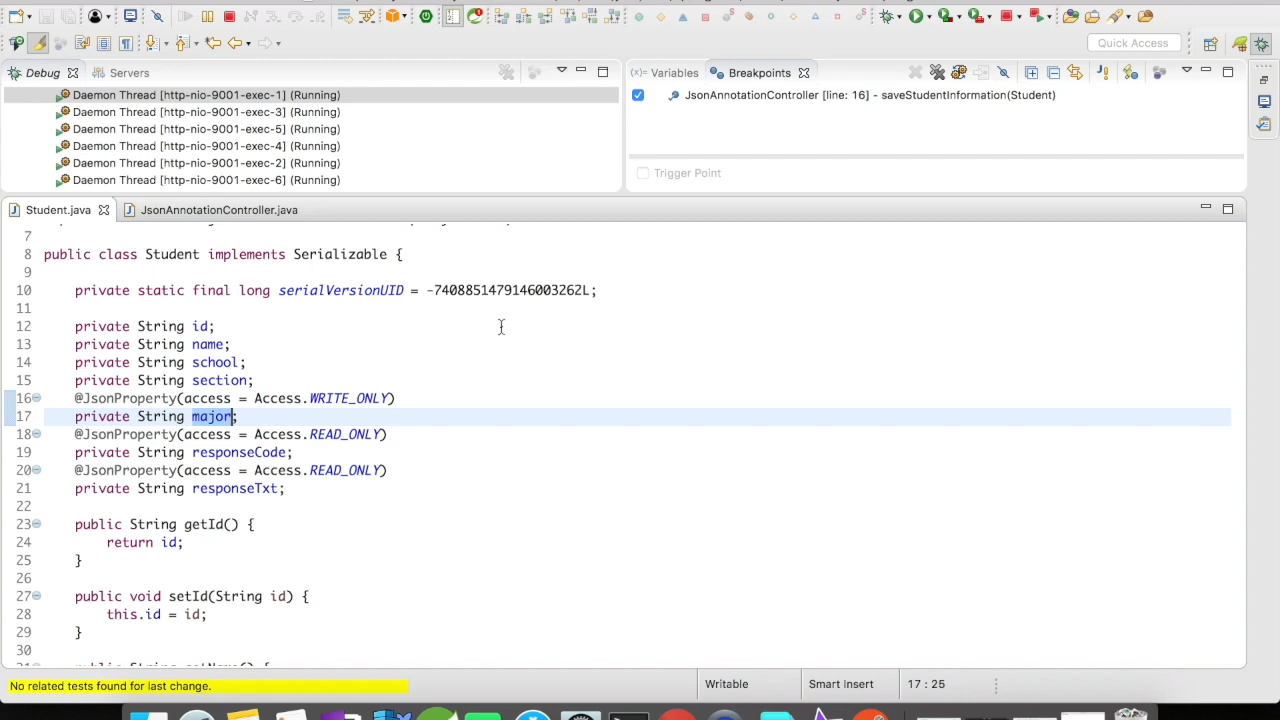 Quick Access
Debug
Servers
Daemon Thread [http-nio-9001-exec-1] (Running)
Daemon Thread [http-nio-9001-exec-3] (Running)
Daemon Thread [http-nio-9001-exec-5] (Running)
Daemon Thread [http-nio-9001-exec-4] (Running)
Daemon Thread [http-nio-9001-exec-2] (Running)
Daemon Thread [http-nio-9001-exec-6] (Running)
(x)= Variables
Breakpoints
JsonAnnotationController [line: 16] - saveStudentInformation(Student)
Trigger Point
Student.java
JsonAnnotationController.java
7
8 public class Student implements Serializable {
9
10 private static final long serialVersionUID = -7408851479146003262L;
11
12 private String id;
13 private String name;
14 private String school;
15 private String section;
16 @JsonProperty(access = Access.WRITE_ONLY)
17 private String major;
18 @JsonProperty(access = Access.READ_ONLY)
19 private String responseCode;
20 @JsonProperty(access = Access.READ_ONLY)
21 private String responseTxt;
22
23 public String getId() {
24 return id;
25 }
26
27 public void setId(String id) {
28 this.id = id;
29 }
30
No related tests found for last change.
Writable
Smart Insert
17 : 25